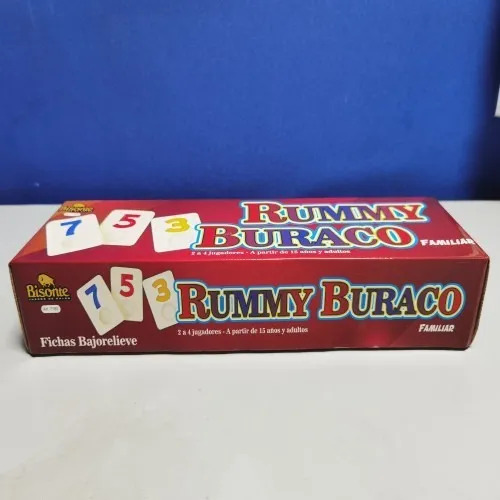 Bisonte
7 5 3
RUMMY
BURACO
FAMILIAR
2 a 4 jugadores - A partir de 15 años y adultos
Bisonte
7 5 3
RUMMY BURACO
2 a 4 jugadores - A partir de 15 años y adultos
FAMILIAR
Fichas Bajorelieve